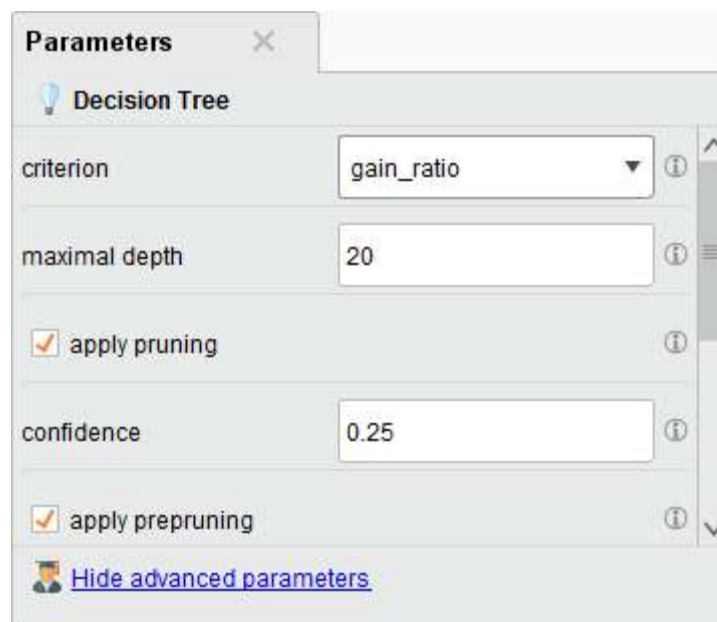 Parameters
Decision Tree
criterion gain_ratio
maximal depth 20
apply pruning
confidence 0.25
apply prepruning
Hide advanced parameters